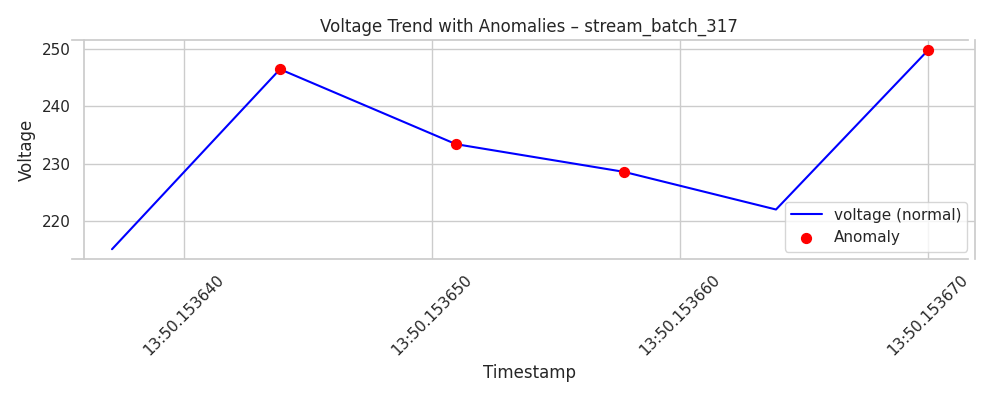 Voltage Trend with Anomalies – stream_batch_317
Voltage
250
240
230
220
voltage (normal)
Anomaly
13:50.153640
13:50.153650
13:50.153660
13:50.153670
Timestamp